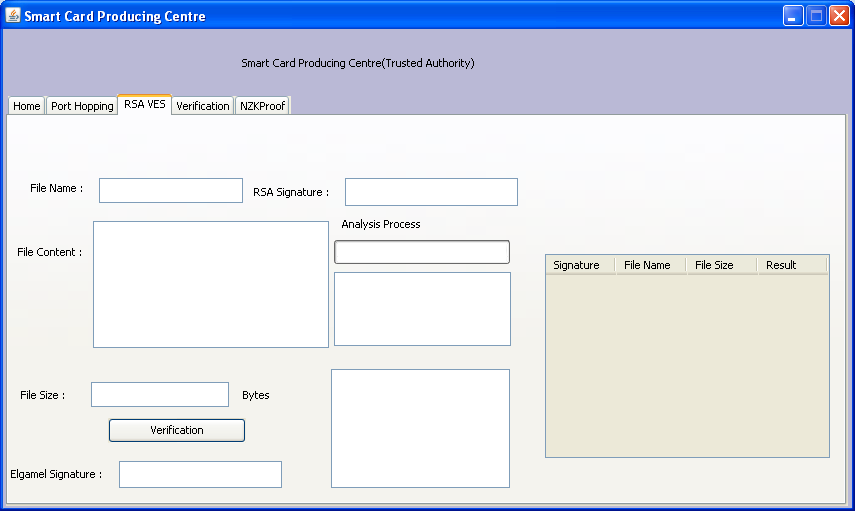 Smart Card Producing Centre
Smart Card Producing Centre(Trusted Authority)
Home Port Hopping RSA VES Verification NZKProof
File Name : RSA Signature :
Analysis Process
File Content :
Signature File Name File Size Result
File Size : Bytes
Verification
Elgamel Signature :